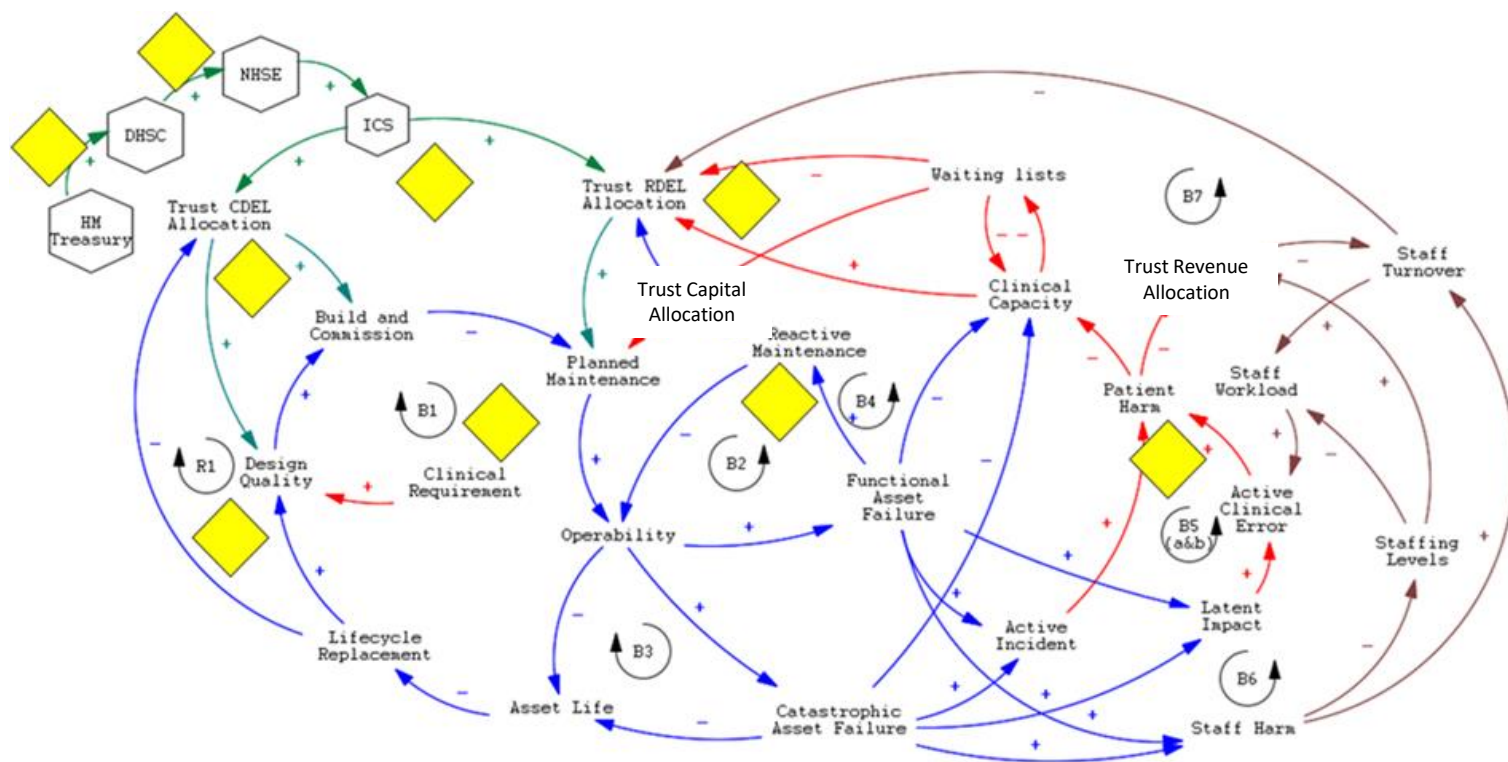 NHSE
DHSC
ICS
HM
Treasury
Trust CDEL
Allocation
Trust RDEL
Allocation
Waiting lists
B7
Staff
Turnover
Trust Revenue
Allocation
Trust Capital
Allocation
Clinical
Capacity
Build and
Commission
Reactive
Maintenance
Planned
Maintenance
Staff
Workload
Patient
Harm
B1
B4
R1
Design
Quality
Clinical
Requirement
B2
Functional
Asset
Failure
Active
Clinical
Error
B5
(a&b)
Operability
Staffing
Levels
Latent
Impact
Active
Incident
Lifecycle
Replacement
B3
B6
Asset Life
Catastrophic
Asset Failure
Staff Harm